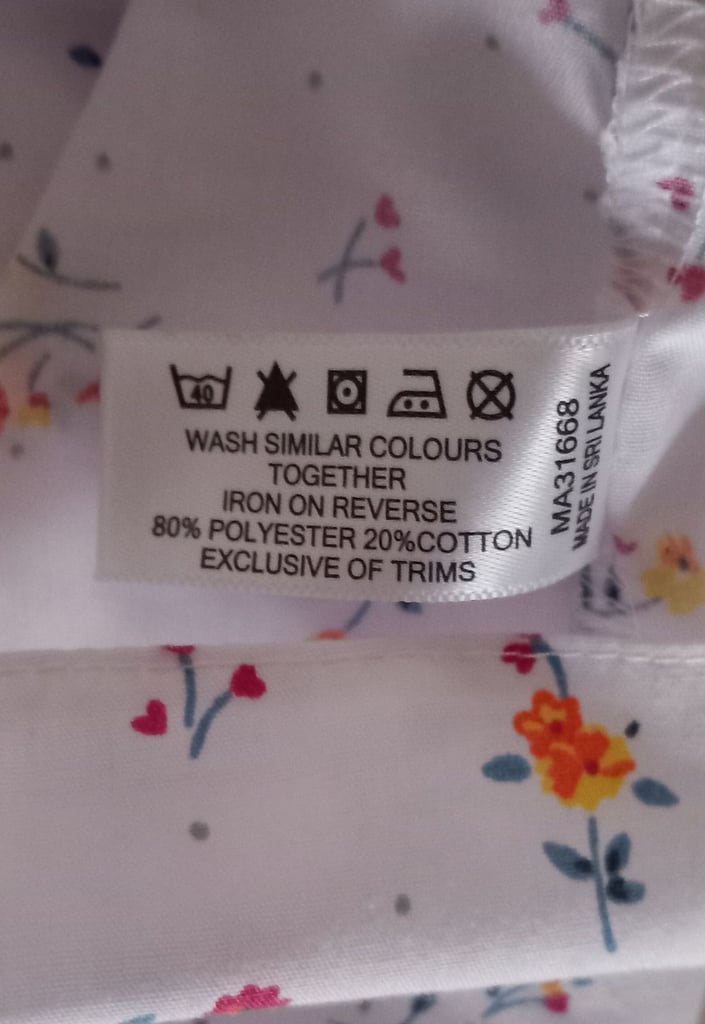 40
WASH SIMILAR COLOURS
TOGETHER
IRON ON REVERSE
80% POLYESTER 20%COTTON
EXCLUSIVE OF TRIMS
MA31668
MADE IN SRI LANKA